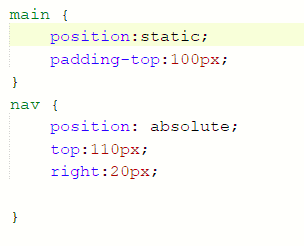 main {
    position:static;
    padding-top:100px;
}
nav {
    position: absolute;
    top:110px;
    right:20px;

}